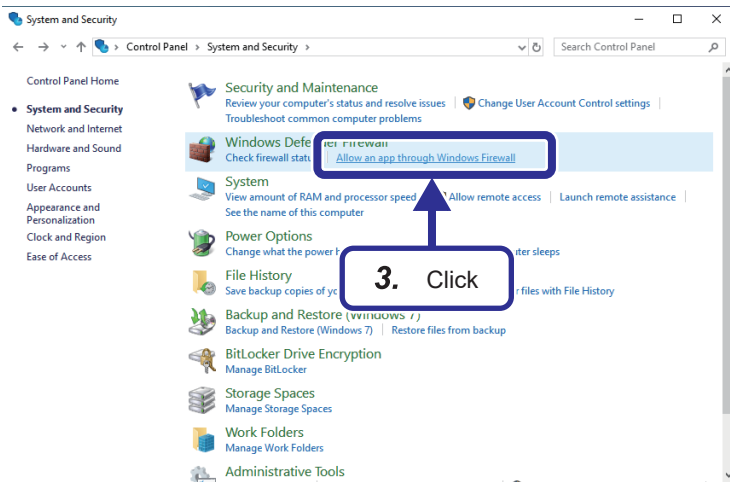 System and Security
Control Panel > System and Security >
Search Control Panel
Control Panel Home
System and Security
Network and Internet
Hardware and Sound
Programs
User Accounts
Appearance and
Personalization
Clock and Region
Ease of Access
Security and Maintenance
Review your computer's status and resolve issues | Change User Account Control settings |
Troubleshoot common computer problems
Windows Defender Firewall
Check firewall | Allow an app through Windows Firewall
System
View amount of RAM and processor speed Allow remote access | Launch remote assistance |
See the name of this computer
Power Options
Change what the power sleeps
3. Click
File History
Save backup copies of files with File History
Backup and Restore (Windows 7)
Backup and Restore (Windows 7) | Restore files from backup
BitLocker Drive Encryption
Manage BitLocker
Storage Spaces
Manage Storage Spaces
Work Folders
Manage Work Folders
Administrative Tools